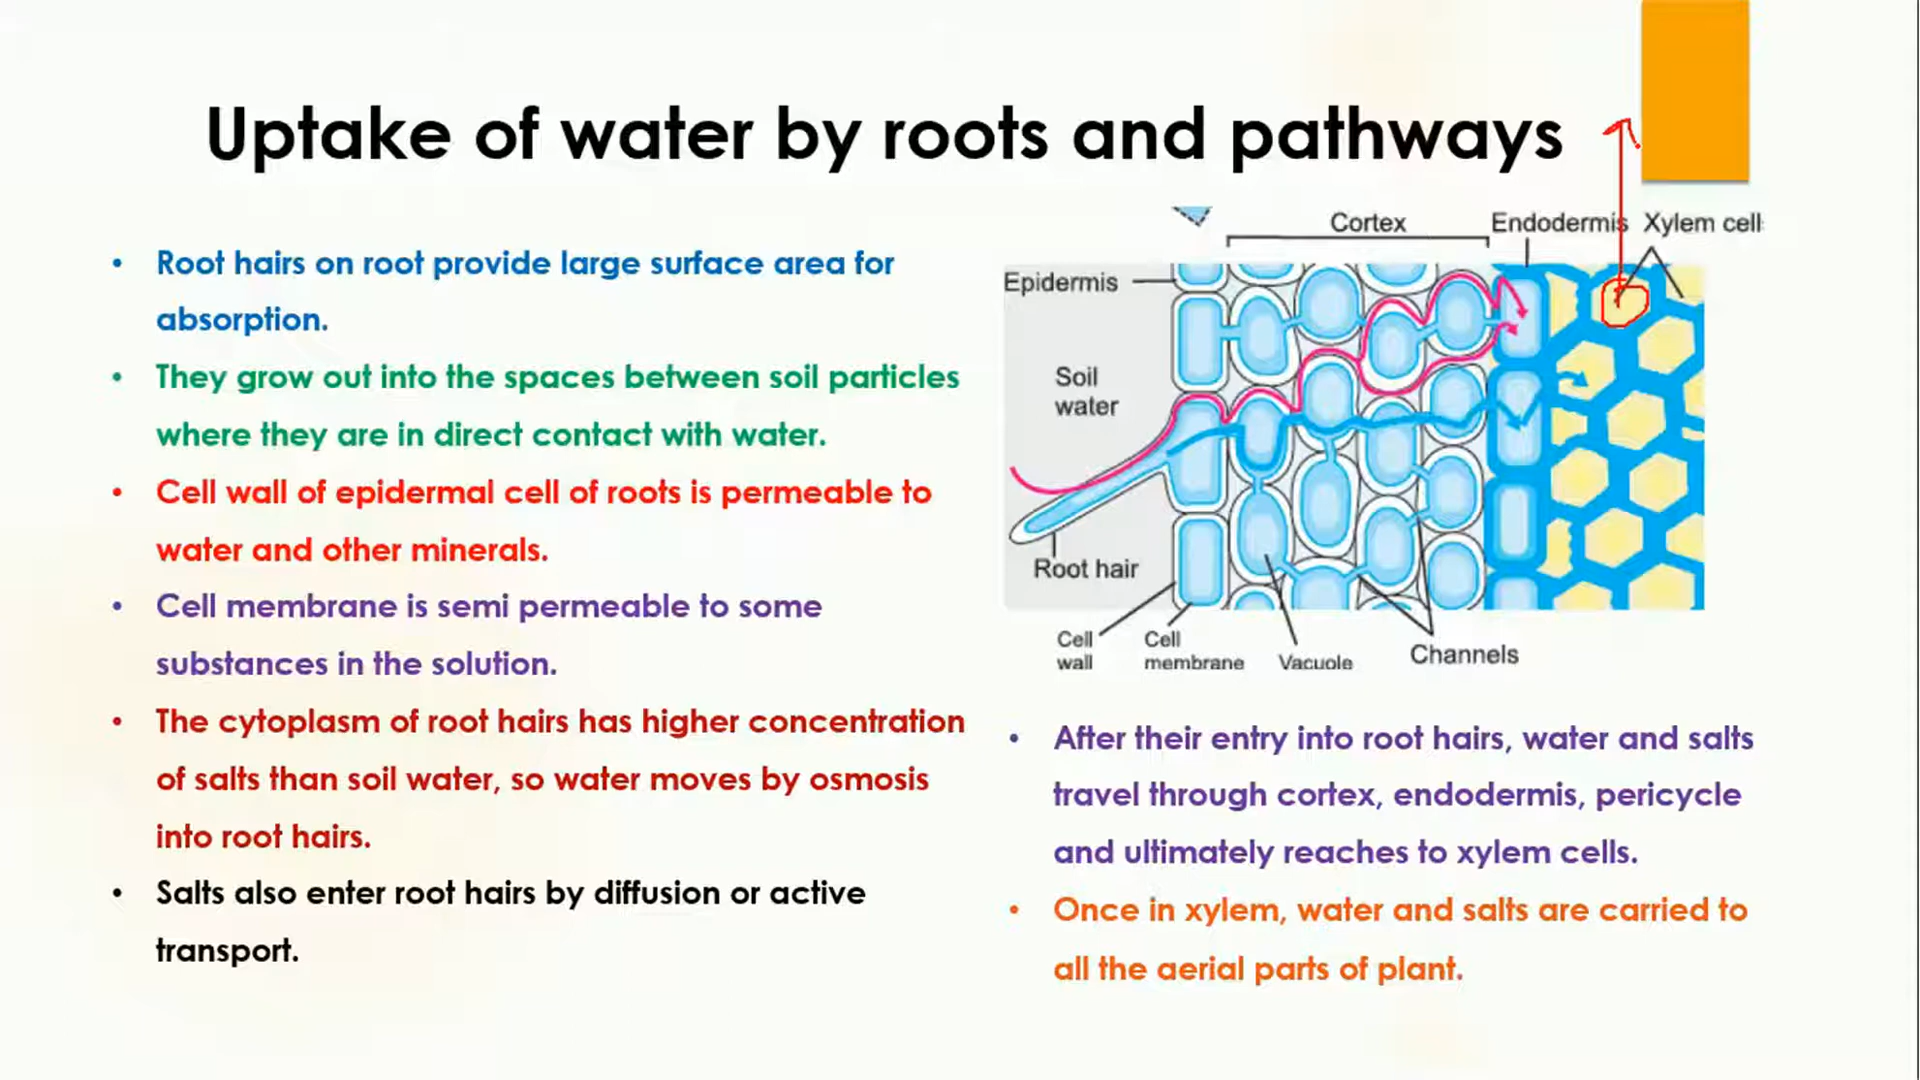 Uptake of water by roots and pathways
• Root hairs on root provide large surface area for
absorption.
• They grow out into the spaces between soil particles
where they are in direct contact with water.
• Cell wall of epidermal cell of roots is permeable to
water and other minerals.
• Cell membrane is semi permeable to some
substances in the solution.
• The cytoplasm of root hairs has higher concentration
of salts than soil water, so water moves by osmosis
into root hairs.
• Salts also enter root hairs by diffusion or active
transport.
Cortex
Endodermis
Xylem cell
Epidermis
Soil
water
Root hair
Cell
wall
Cell
membrane
Vacuole
Channels
• After their entry into root hairs, water and salts
travel through cortex, endodermis, pericycle
and ultimately reaches to xylem cells.
• Once in xylem, water and salts are carried to
all the aerial parts of plant.